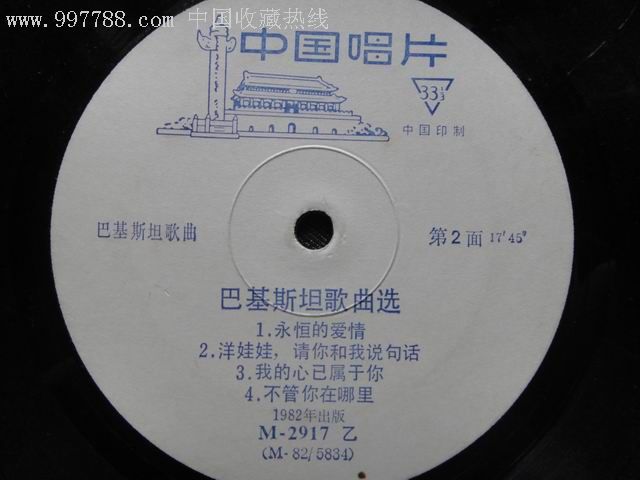 www.997788.com 中国收藏热线
中国唱片
33⅓
中国印制
巴基斯坦歌曲
第2面 17′45″
巴基斯坦歌曲选
1.永恒的爱情
2.洋娃娃，请你和我说句话
3.我的心已属于你
4.不管你在哪里
1982年出版
M-2917 乙
(M-82/5834)